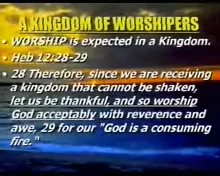 A KINGDOM OF WORSHIPERS
• WORSHIP is expected in a Kingdom.
• Heb 12:28-29
• 28 Therefore, since we are receiving
a kingdom that cannot be shaken,
let us be thankful, and so worship
God acceptably with reverence and
awe, 29 for our "God is a consuming
fire."